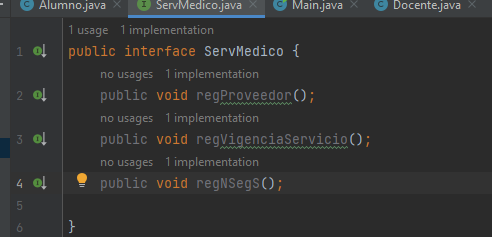 Alumno.java × ServMedico.java × Main.java × Docente.java
1 usage 1 implementation
1 public interface ServMedico {
no usages 1 implementation
2 public void regProveedor();
no usages 1 implementation
3 public void regVigenciaServicio();
no usages 1 implementation
4 public void regNSegS();
5
6 }